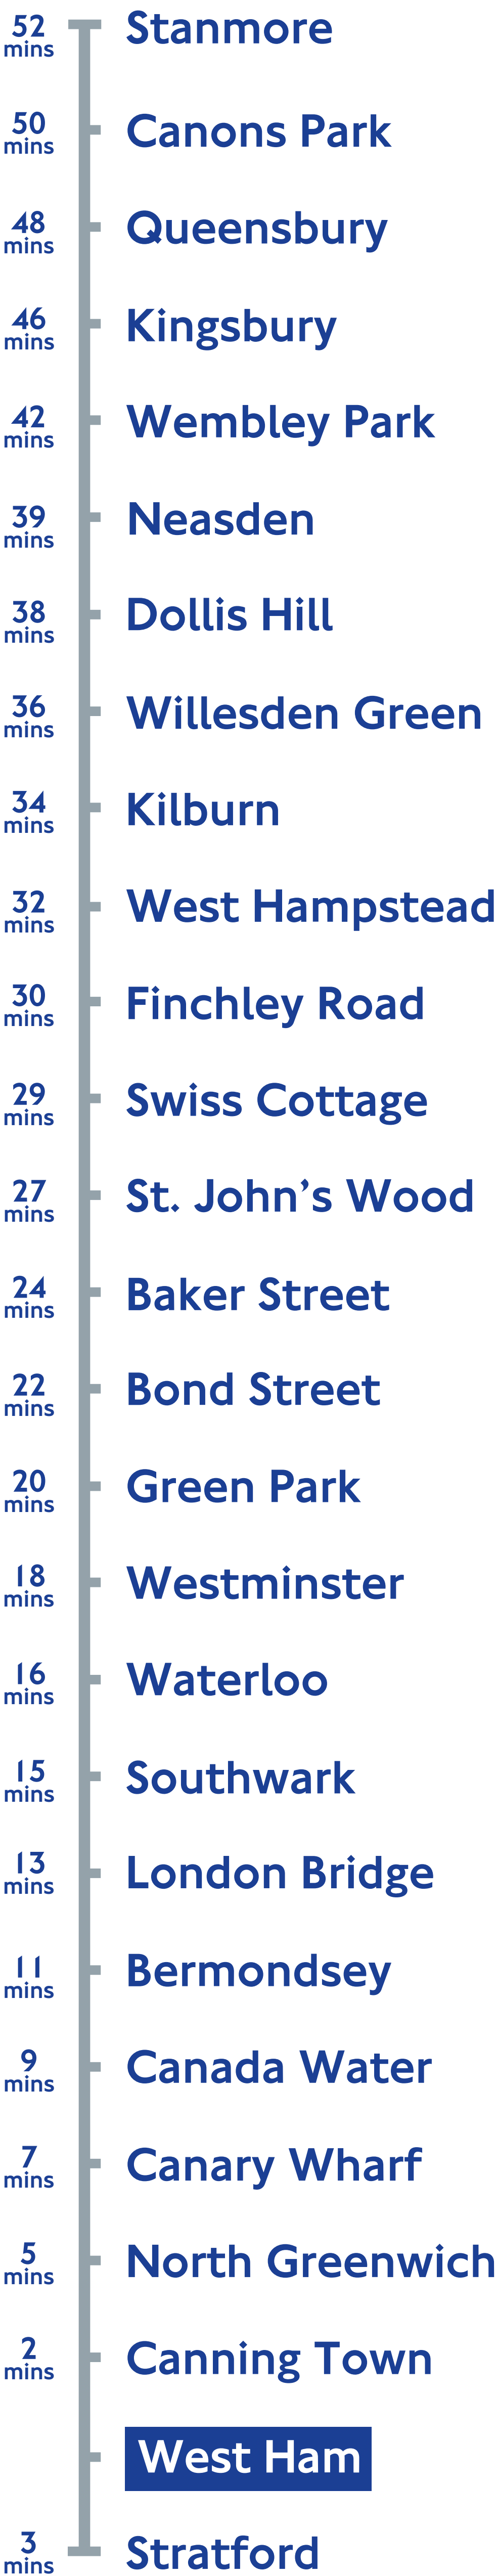 52 mins Stanmore
50 mins Canons Park
48 mins Queensbury
46 mins Kingsbury
42 mins Wembley Park
39 mins Neasden
38 mins Dollis Hill
36 mins Willesden Green
34 mins Kilburn
32 mins West Hampstead
30 mins Finchley Road
29 mins Swiss Cottage
27 mins St. John’s Wood
24 mins Baker Street
22 mins Bond Street
20 mins Green Park
18 mins Westminster
16 mins Waterloo
15 mins Southwark
13 mins London Bridge
11 mins Bermondsey
9 mins Canada Water
7 mins Canary Wharf
5 mins North Greenwich
2 mins Canning Town
West Ham
3 mins Stratford